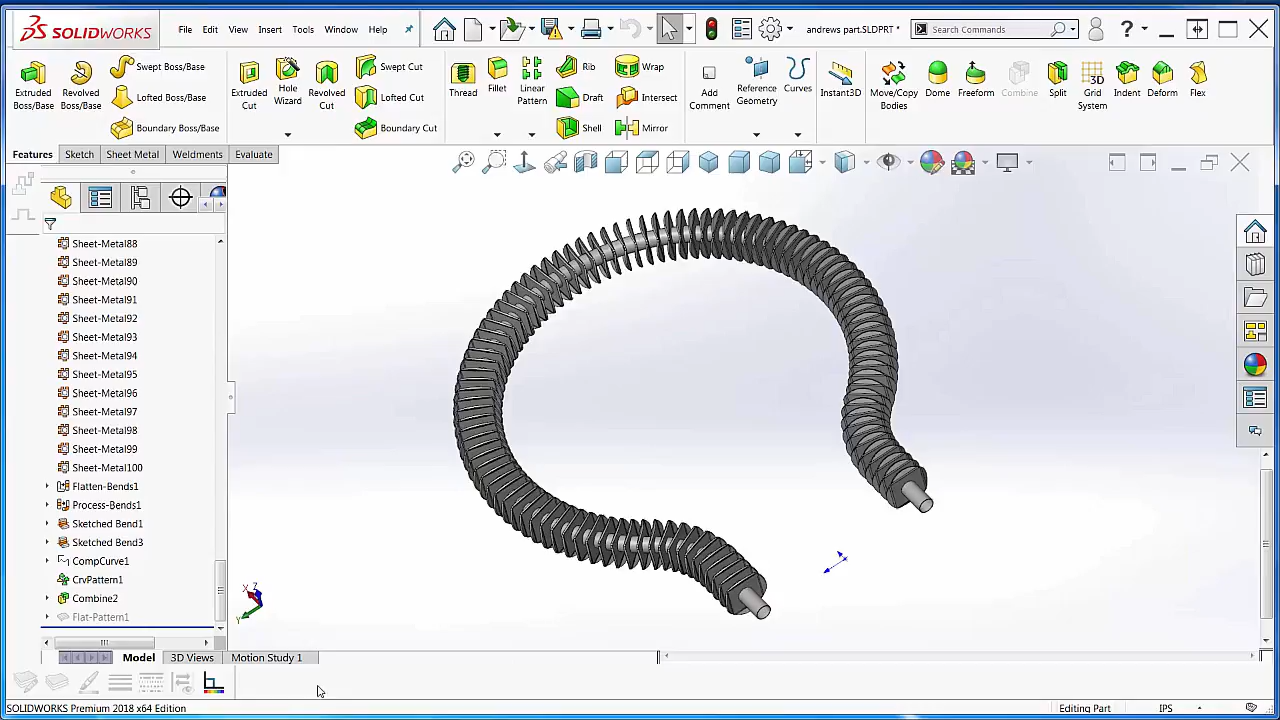 SOLIDWORKS
File Edit View Insert Tools Window Help
andrews part.SLDPRT *
Search Commands
?
Extruded Boss/Base
Revolved Boss/Base
Swept Boss/Base
Lofted Boss/Base
Boundary Boss/Base
Extruded Cut
Hole Wizard
Revolved Cut
Swept Cut
Lofted Cut
Boundary Cut
Thread
Fillet
Linear Pattern
Rib
Draft
Shell
Wrap
Intersect
Mirror
Add Comment
Reference Geometry
Curves
Instant3D
Move/Copy Bodies
Dome
Freeform
Combine
Split
3D
Grid System
Indent
Deform
Flex
Features Sketch Sheet Metal Weldments Evaluate
Sheet-Metal88
Sheet-Metal89
Sheet-Metal90
Sheet-Metal91
Sheet-Metal92
Sheet-Metal93
Sheet-Metal94
Sheet-Metal95
Sheet-Metal96
Sheet-Metal97
Sheet-Metal98
Sheet-Metal99
Sheet-Metal100
Flatten-Bends1
Process-Bends1
Sketched Bend1
Sketched Bend3
CompCurve1
CrvPattern1
Combine2
Flat-Pattern1
X Z
Y
Model 3D Views Motion Study 1
SOLIDWORKS Premium 2018 x64 Edition
Editing Part
IPS